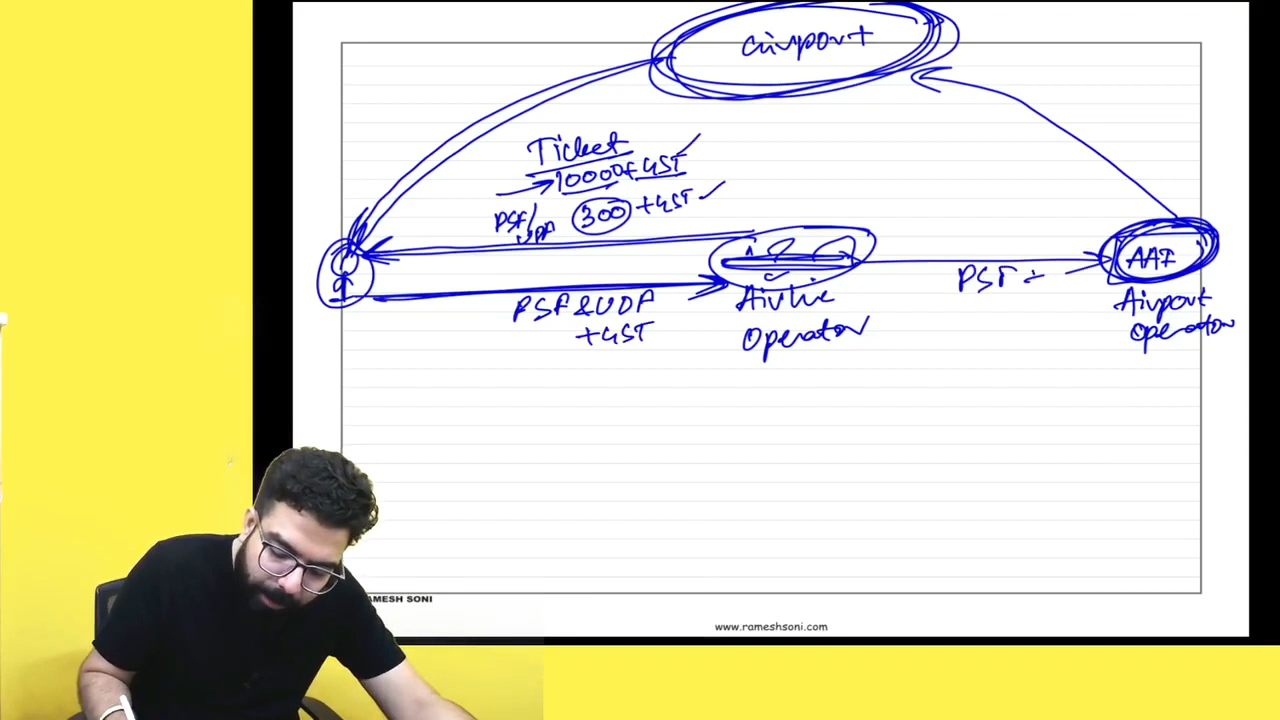 airport
Ticket
10000+GST
PSF/
UDF
300 +GST
PSF & UDF
+GST
Airline
Operator
AAI
Airport
Operator
AMESH SONI
www.rameshsoni.com